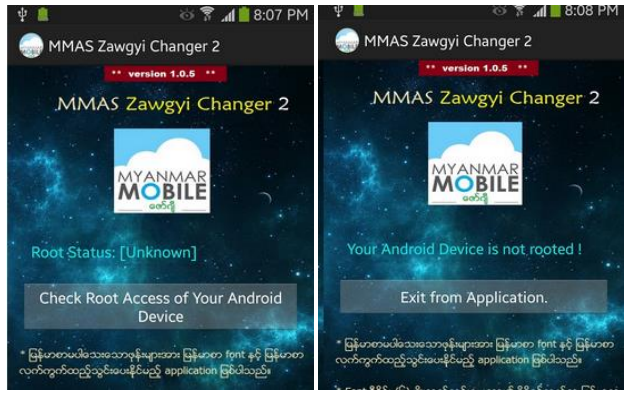 8:07 PM
MMAS Zawgyi Changer 2
** version 1.0.5 **
MMAS Zawgyi Changer 2
MYANMAR
MOBILE
ဇော်ဂျီ
Root Status: [Unknown]
Check Root Access of Your Android
Device
* မြန်မာစာမပါသေးသောဖုန်းများအား မြန်မာစာ font နှင့် မြန်မာစာ
လက်ကွက်ထည့်သွင်းပေးနိုင်မည့် application ဖြစ်ပါသည်။
8:08 PM
MMAS Zawgyi Changer 2
** version 1.0.5 **
MMAS Zawgyi Changer 2
MYANMAR
MOBILE
ဇော်ဂျီ
Your Android Device is not rooted !
Exit from Application.
* မြန်မာစာမပါသေးသောဖုန်းများအား မြန်မာစာ font နှင့် မြန်မာစာ
လက်ကွက်ထည့်သွင်းပေးနိုင်မည့် application ဖြစ်ပါသည်။